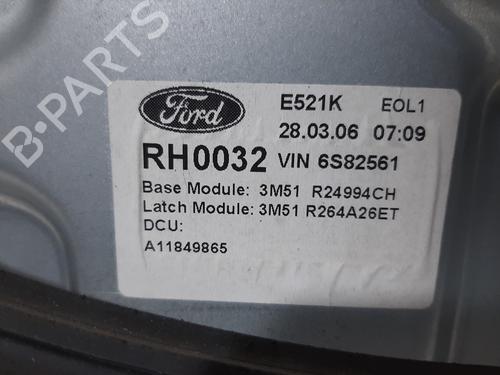 B-PARTS
Ford
E521K EOL1
28.03.06 07:09
RH0032 VIN 6S82561
Base Module: 3M51 R24994CH
Latch Module: 3M51 R264A26ET
DCU:
A11849865